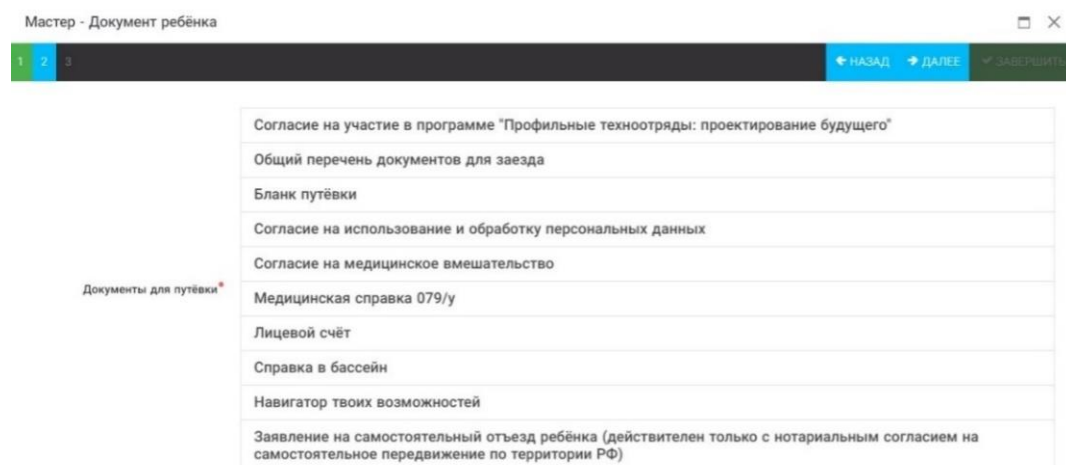 Мастер - Документ ребёнка
1 2 3 НАЗАД ДАЛЕЕ ЗАВЕРШИТЬ
Согласие на участие в программе "Профильные техноотряды: проектирование будущего"
Общий перечень документов для заезда
Бланк путёвки
Согласие на использование и обработку персональных данных
Согласие на медицинское вмешательство
Документы для путёвки*
Медицинская справка 079/у
Лицевой счёт
Справка в бассейн
Навигатор твоих возможностей
Заявление на самостоятельный отъезд ребёнка (действителен только с нотариальным согласием на
самостоятельное передвижение по территории РФ)